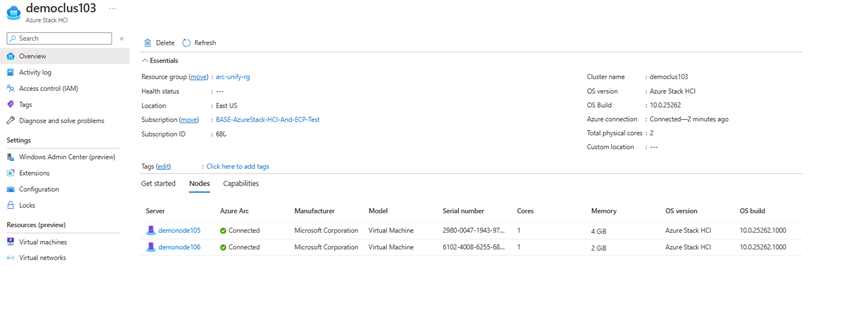 democlus103 ...
Azure Stack HCI
Search «
Overview
Activity log
Access control (IAM)
Tags
Diagnose and solve problems
Settings
Windows Admin Center (preview)
Extensions
Configuration
Locks
Resources (preview)
Virtual machines
Virtual networks
Delete Refresh
Essentials
Resource group (move) : arc-unify-rg
Health status : ---
Location : East US
Subscription (move) : BASE-AzureStack-HCI-And-ECP-Test
Subscription ID : 68
Cluster name : democlus103
OS version : Azure Stack HCI
OS Build : 10.0.25262
Azure connection : Connected—2 minutes ago
Total physical cores : 2
Custom location : ---
Tags (edit) : Click here to add tags
Get started Nodes Capabilities
Server Azure Arc Manufacturer Model Serial number Cores Memory OS version OS build
demonode105 Connected Microsoft Corporation Virtual Machine 2980-0047-1943-97... 1 4 GiB Azure Stack HCI 10.0.25262.1000
demonode106 Connected Microsoft Corporation Virtual Machine 6102-4008-6255-68... 1 2 GiB Azure Stack HCI 10.0.25262.1000